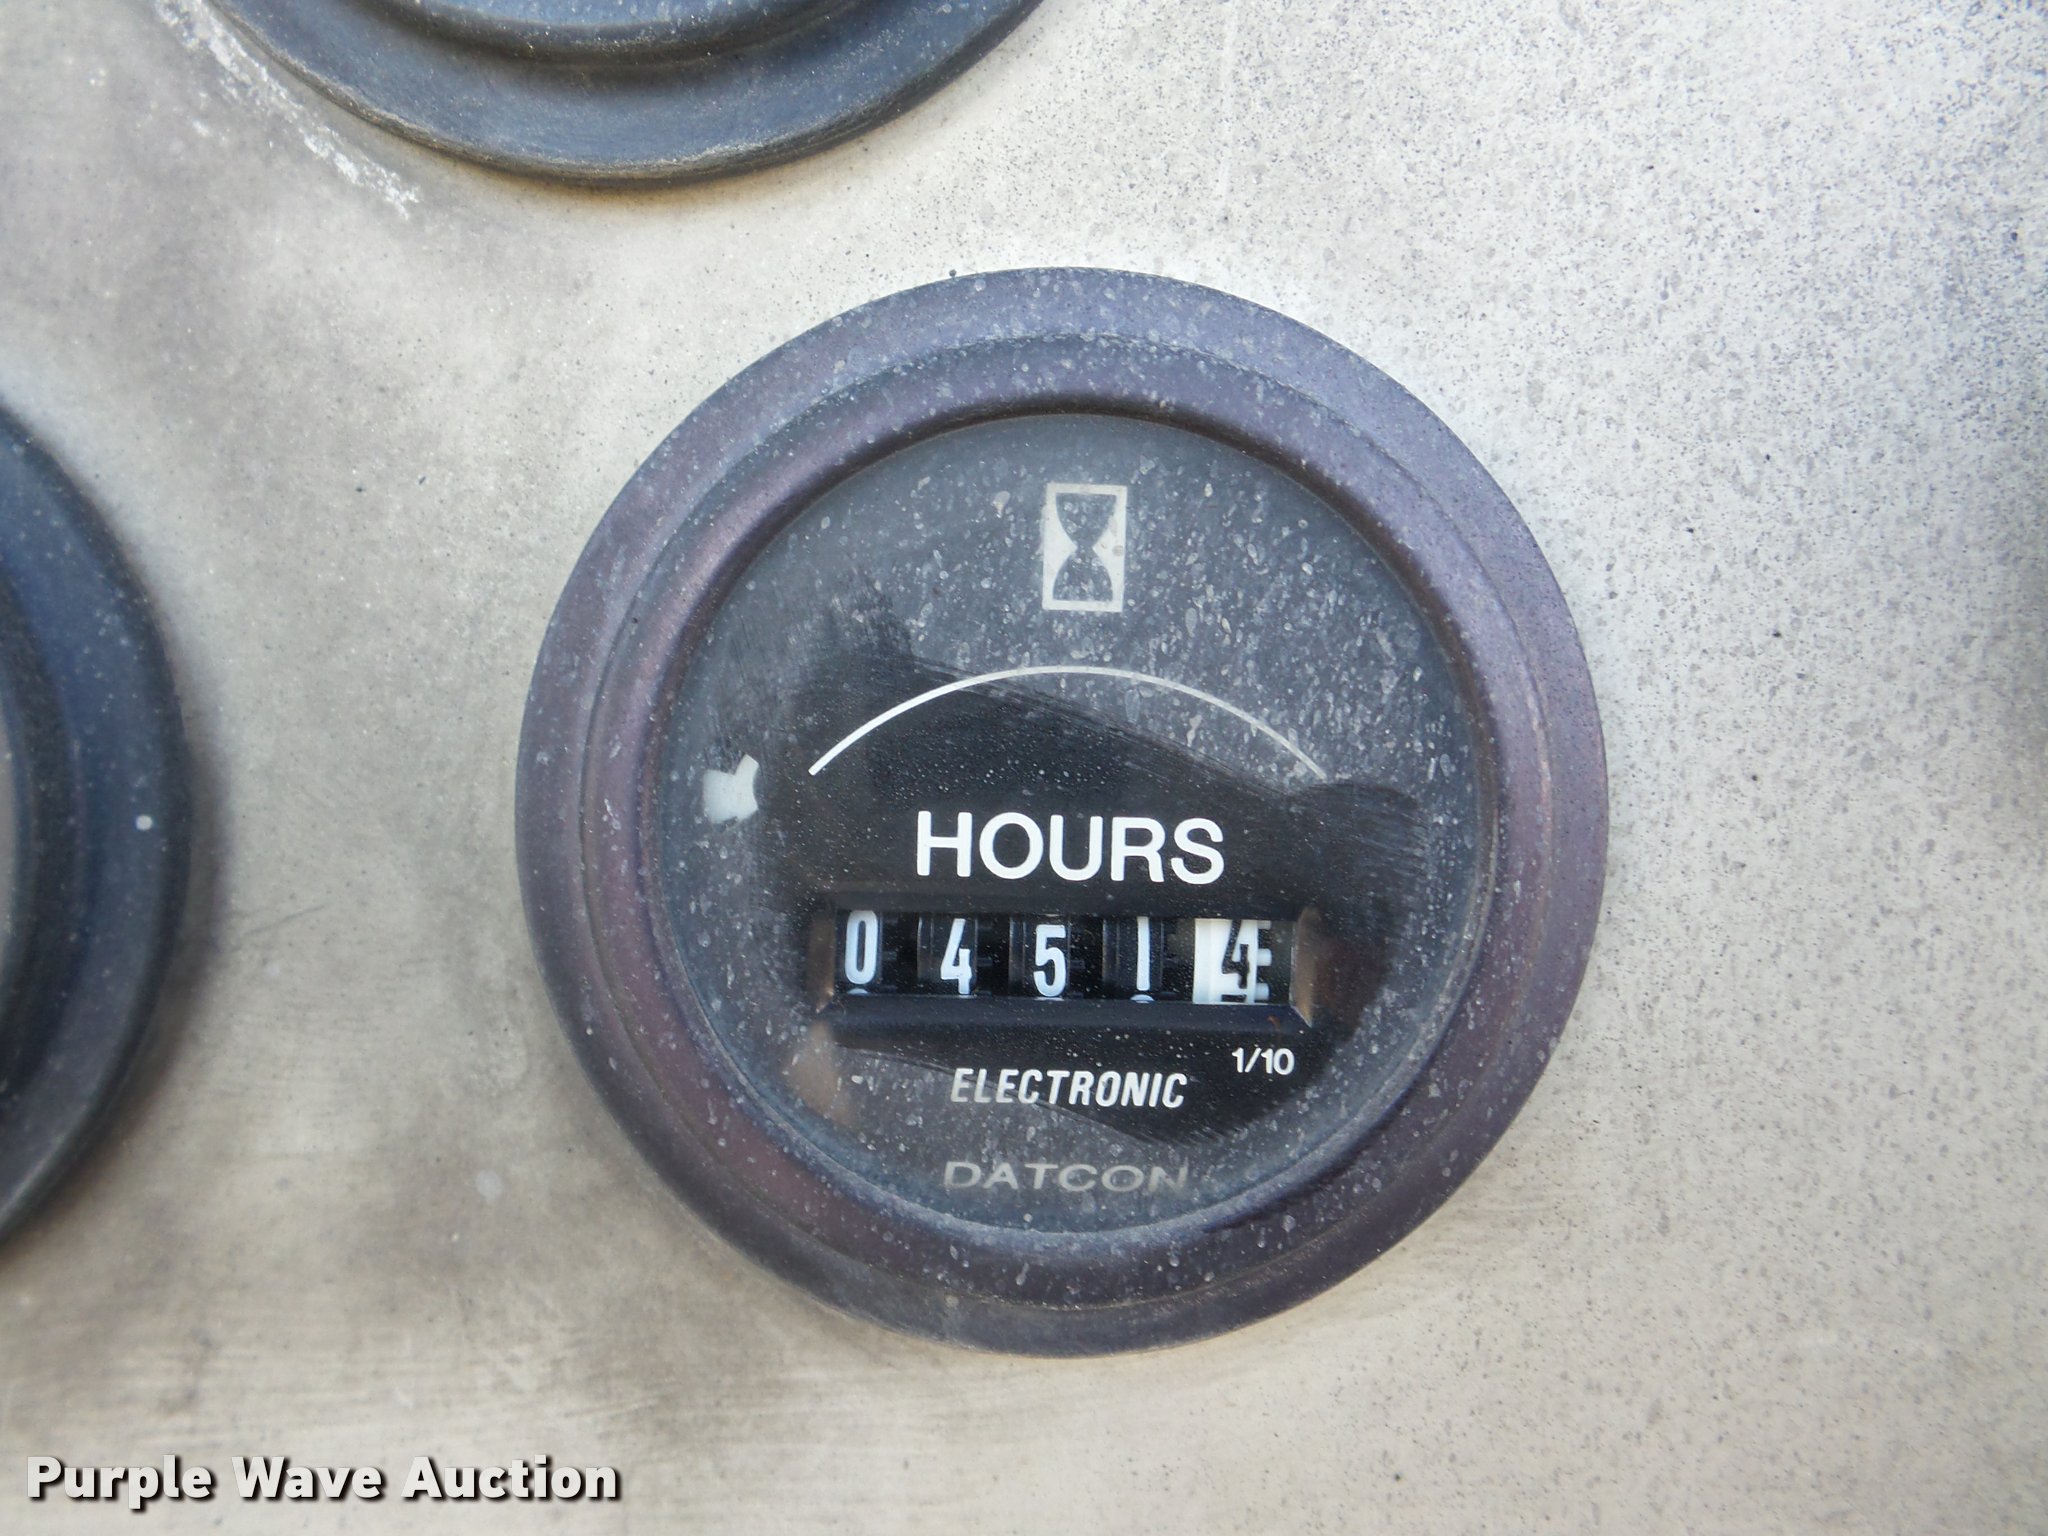 HOURS
0 4 5 1 4
1/10
ELECTRONIC
DATCON
Purple Wave Auction